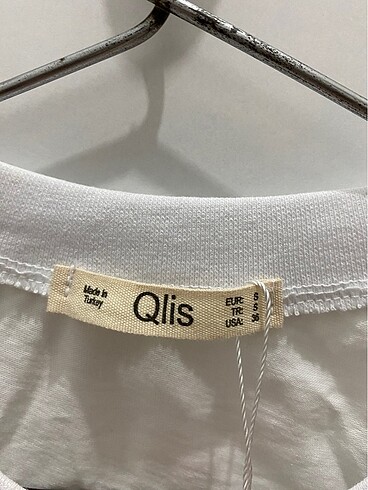 Made in
Turkey
Qlis
EUR: S
TR: S
USA: 36